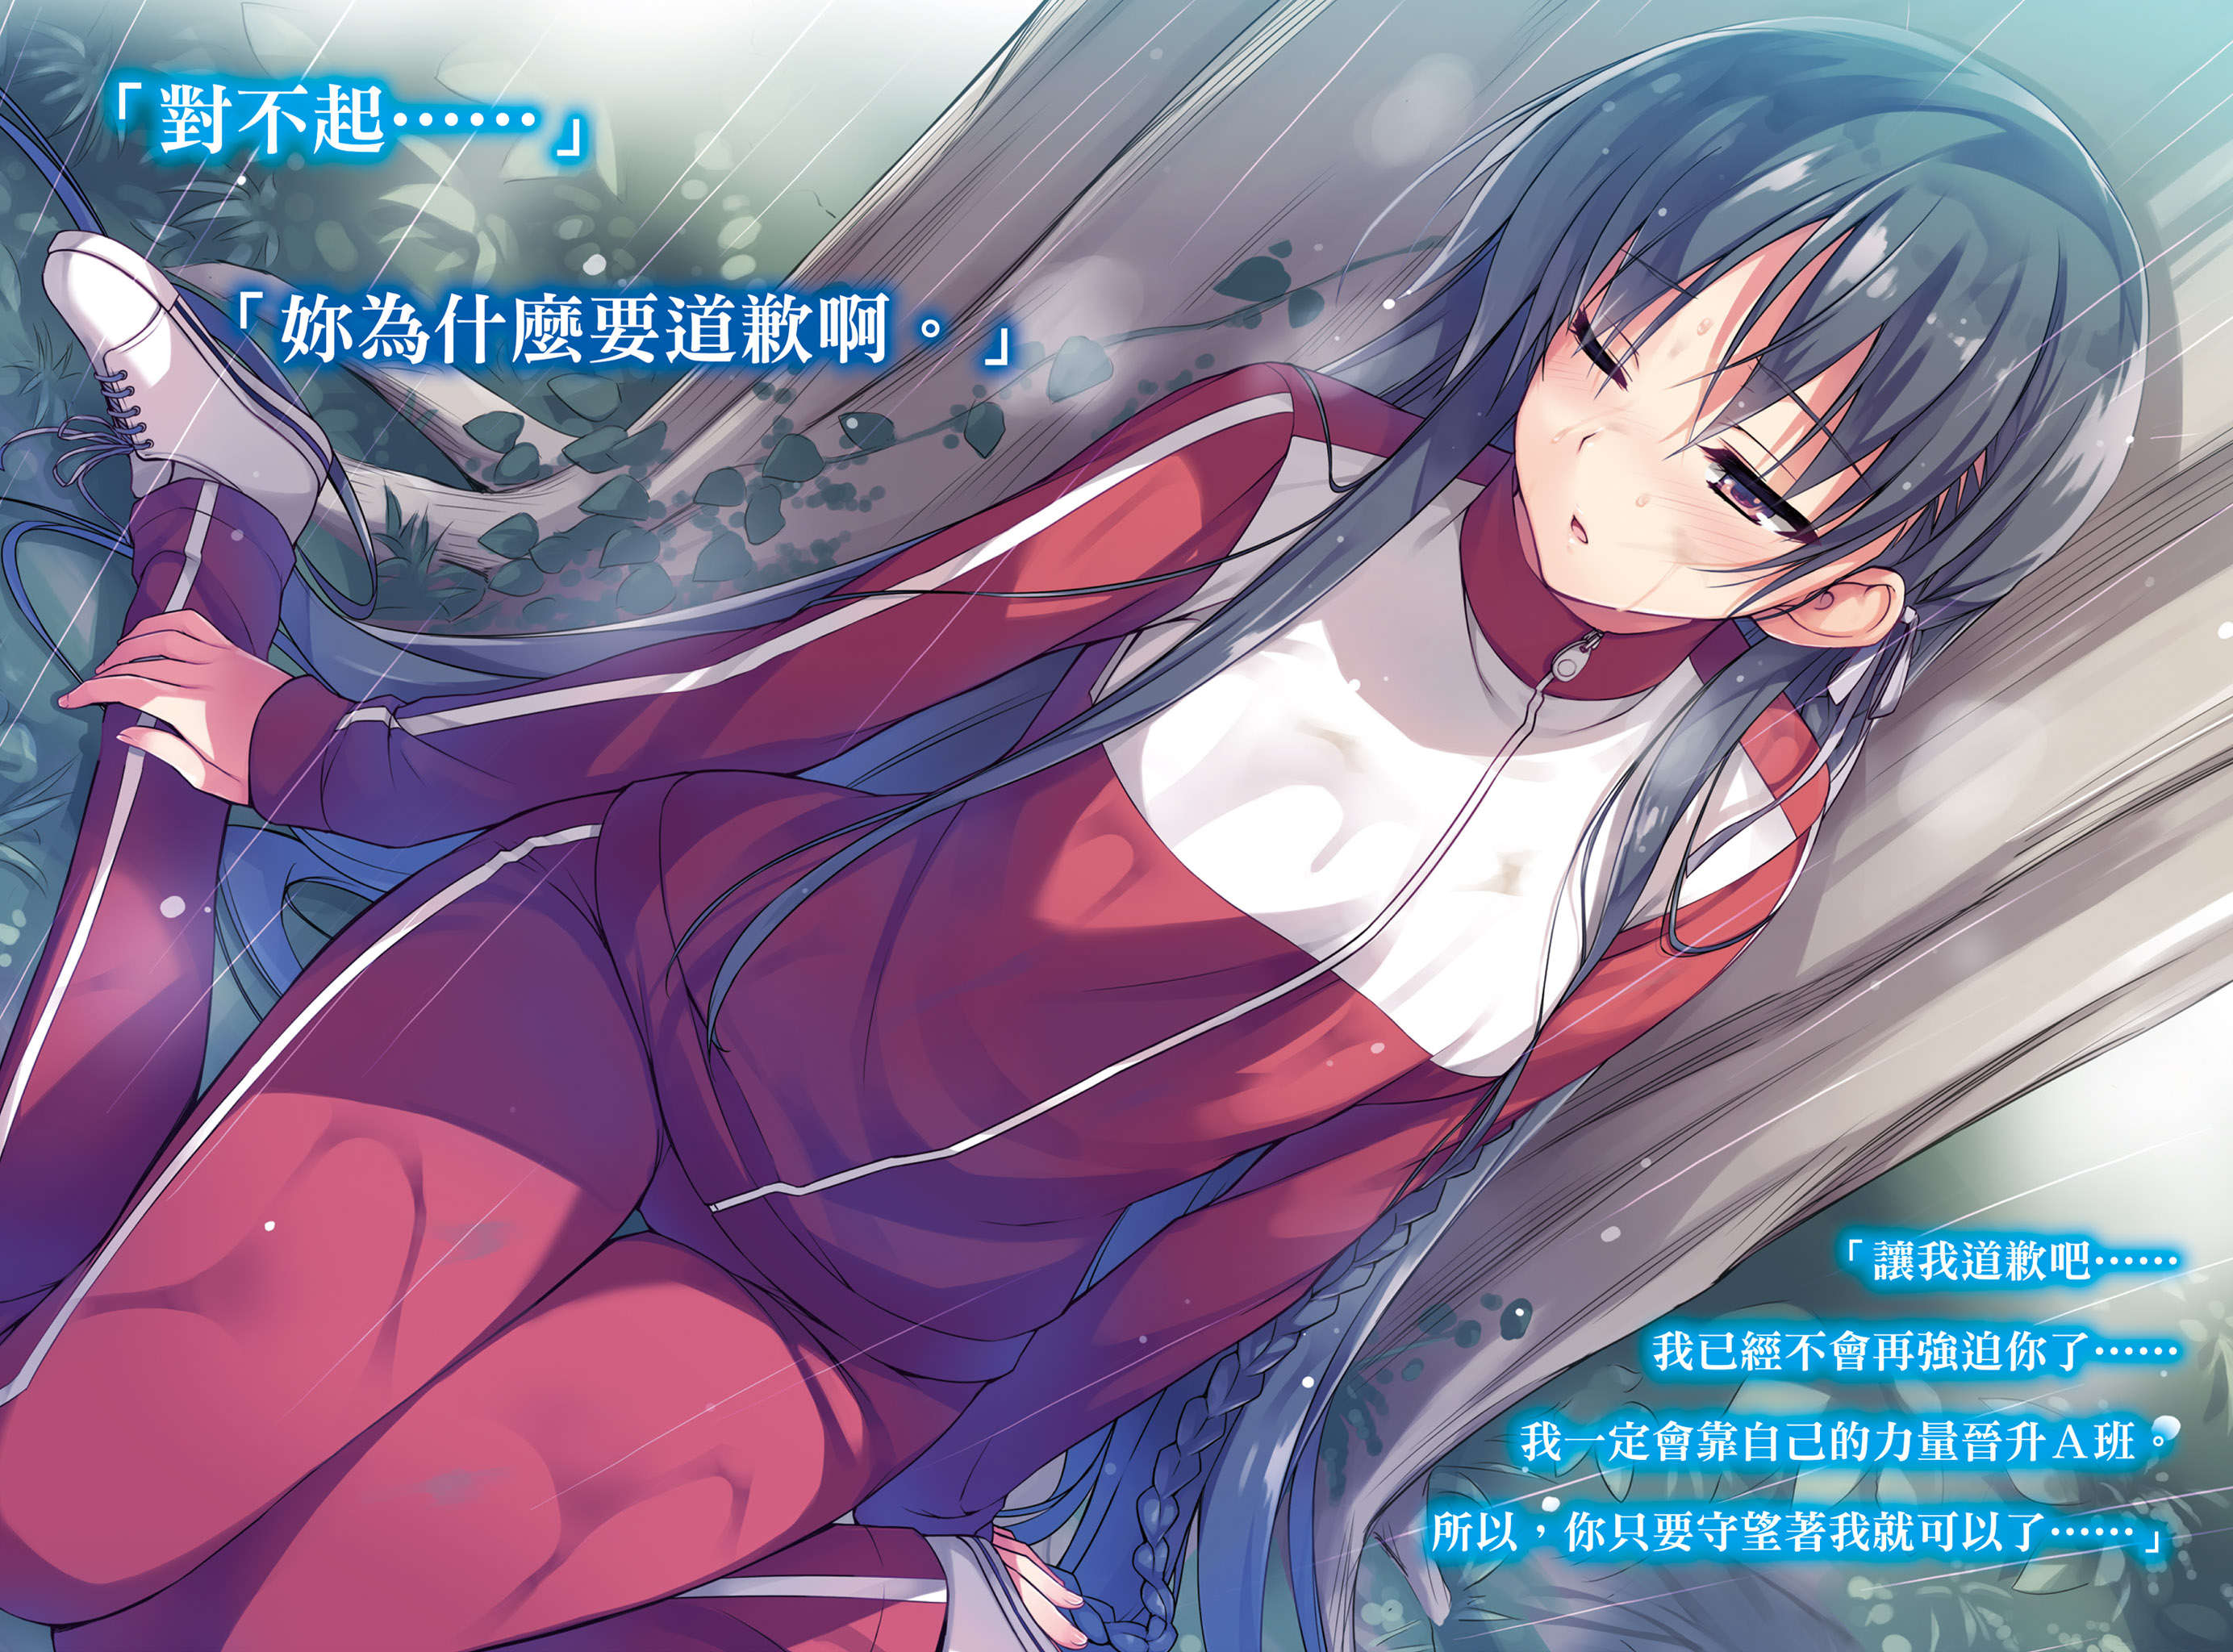 「對不起……」
「妳為什麼要道歉啊。」
「讓我道歉吧……
我已經不會再強迫你了……
我一定會靠自己的力量晉升A班。
所以，你只要守望著我就可以了……」